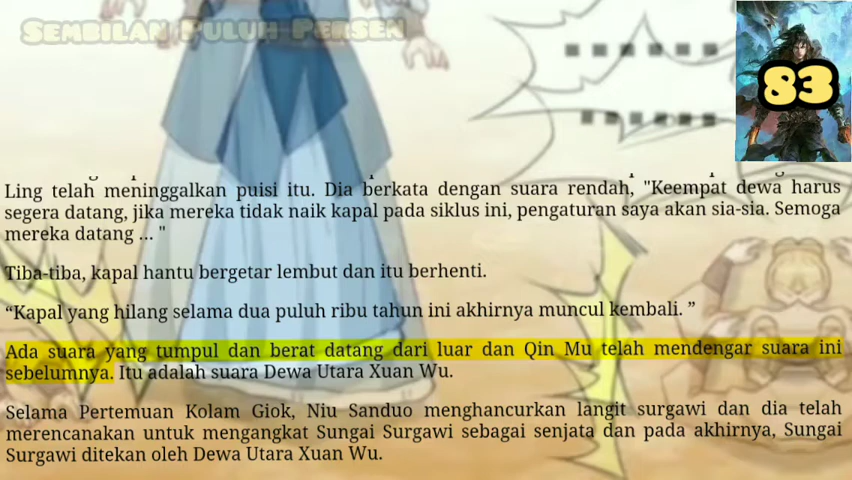 SEMBILAN PULUH PERSEN
83
Ling telah meninggalkan puisi itu. Dia berkata dengan suara rendah, "Keempat dewa harus
segera datang, jika mereka tidak naik kapal pada siklus ini, pengaturan saya akan sia-sia. Semoga
mereka datang ... "
Tiba-tiba, kapal hantu bergetar lembut dan itu berhenti.
“Kapal yang hilang selama dua puluh ribu tahun ini akhirnya muncul kembali. ”
Ada suara yang tumpul dan berat datang dari luar dan Qin Mu telah mendengar suara ini
sebelumnya. Itu adalah suara Dewa Utara Xuan Wu.
Selama Pertemuan Kolam Giok, Niu Sanduo menghancurkan langit surgawi dan dia telah
merencanakan untuk mengangkat Sungai Surgawi sebagai senjata dan pada akhirnya, Sungai
Surgawi ditekan oleh Dewa Utara Xuan Wu.